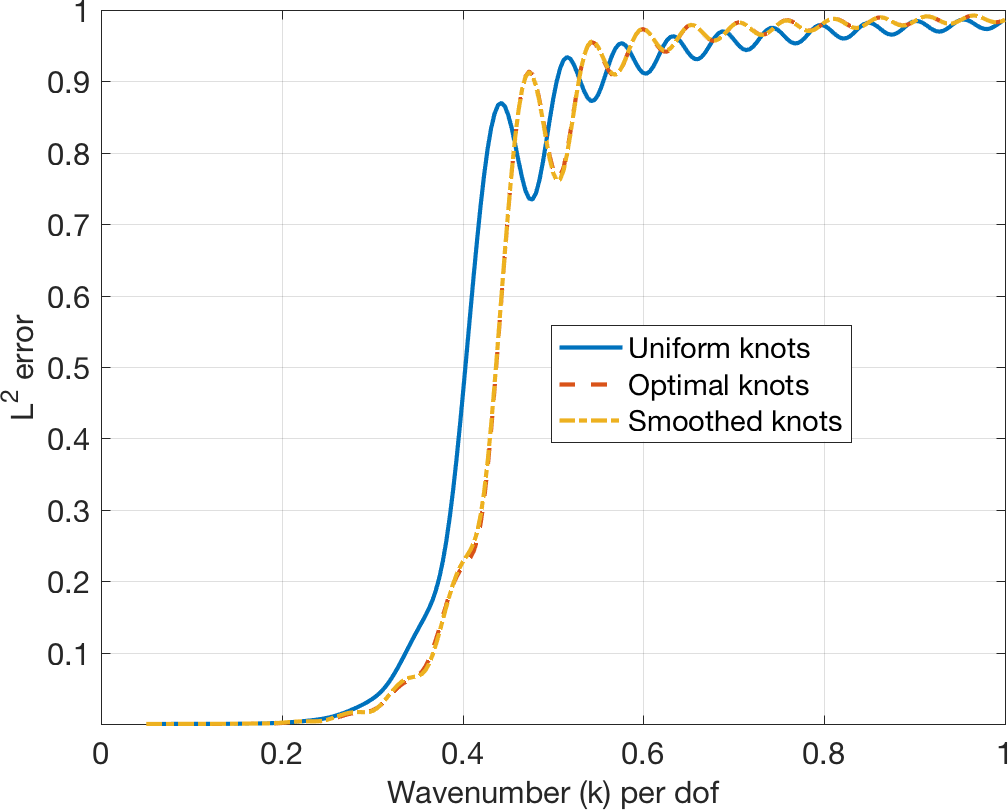 1
0.9
0.8
0.7
0.6
0.5
0.4
0.3
0.2
0.1
L² error
Uniform knots
Optimal knots
Smoothed knots
0 0.2 0.4 0.6 0.8 1
Wavenumber (k) per dof